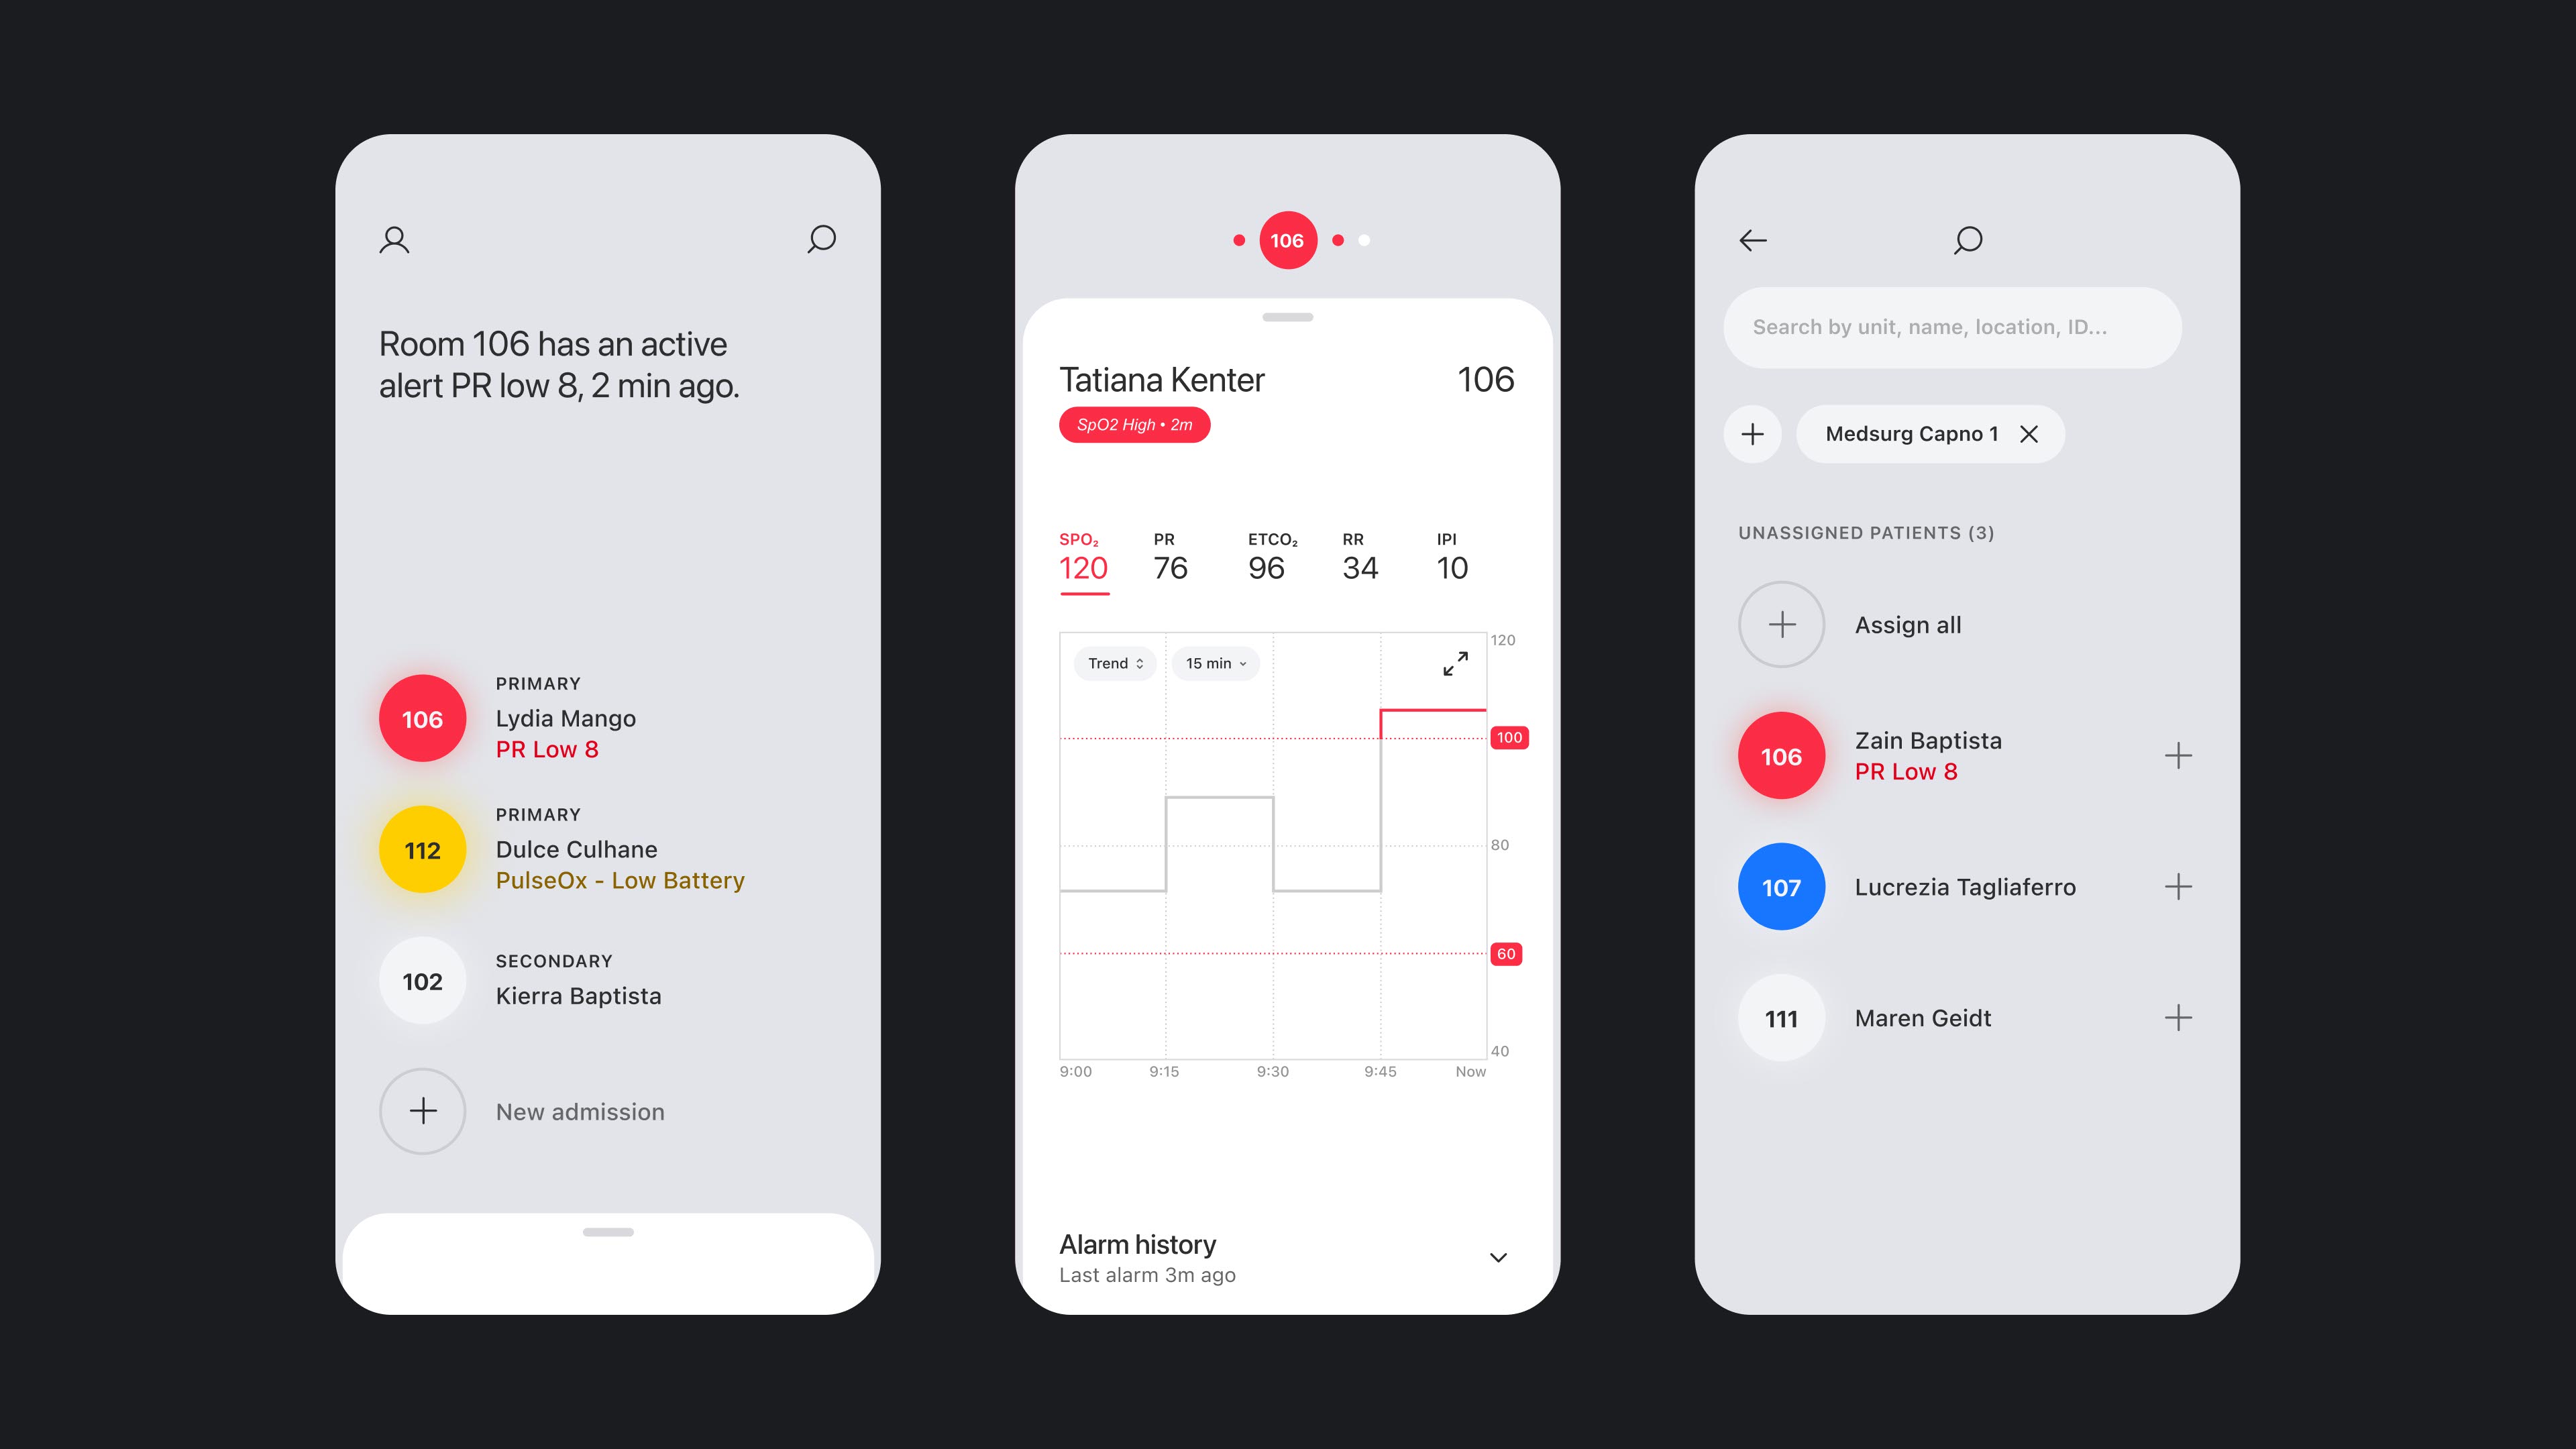 Room 106 has an active
alert PR low 8, 2 min ago.
106
PRIMARY
Lydia Mango
PR Low 8
112
PRIMARY
Dulce Culhane
PulseOx - Low Battery
102
SECONDARY
Kierra Baptista
New admission
106
Tatiana Kenter
106
SpO2 High • 2m
SPO₂
120
PR
76
ETCO₂
96
RR
34
IPI
10
Trend
15 min
120
100
80
60
40
9:00
9:15
9:30
9:45
Now
Alarm history
Last alarm 3m ago
Search by unit, name, location, ID...
Medsurg Capno 1
UNASSIGNED PATIENTS (3)
Assign all
106
Zain Baptista
PR Low 8
107
Lucrezia Tagliaferro
111
Maren Geidt